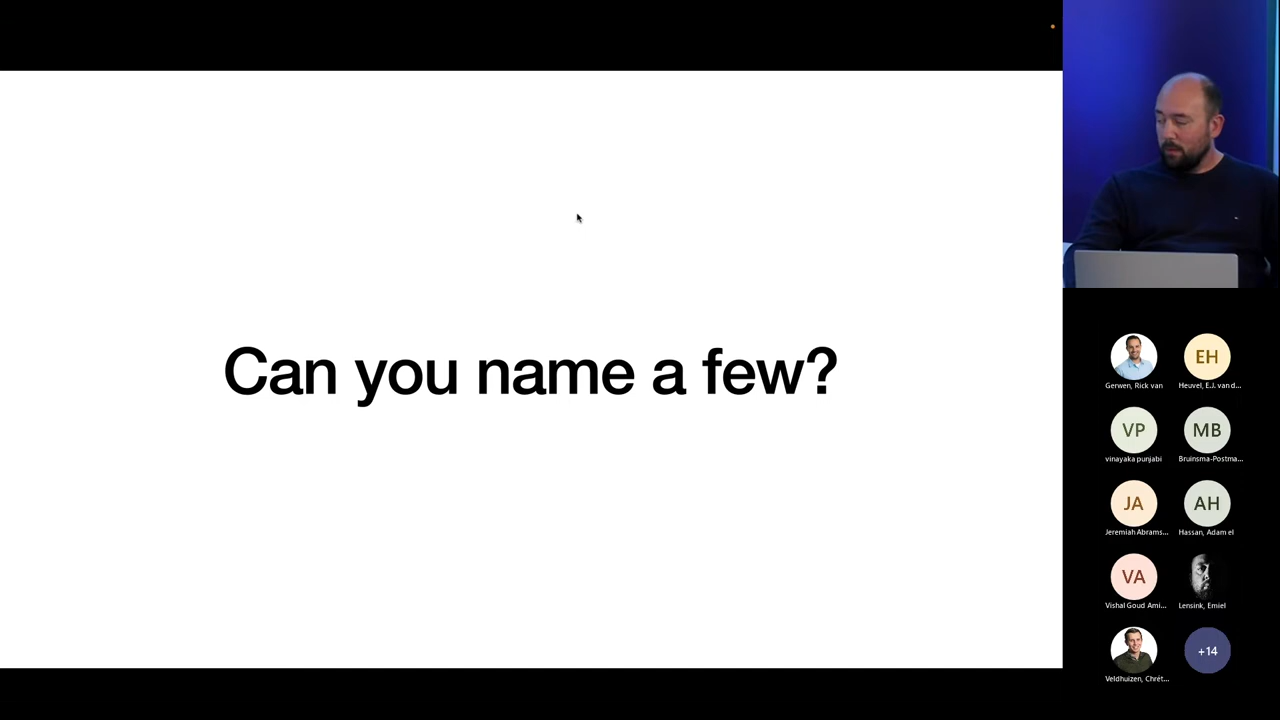 Can you name a few?
EH
Gerwen, Rick van
Heuvel, E.J. van d...
VP
MB
vinayaka punjabi
Bruinsma-Postma...
JA
AH
Jeremiah Abrams...
Hassan, Adam el
VA
Vishal Goud Ami...
Lensink, Emiel
+14
Veldhuizen, Chrét...